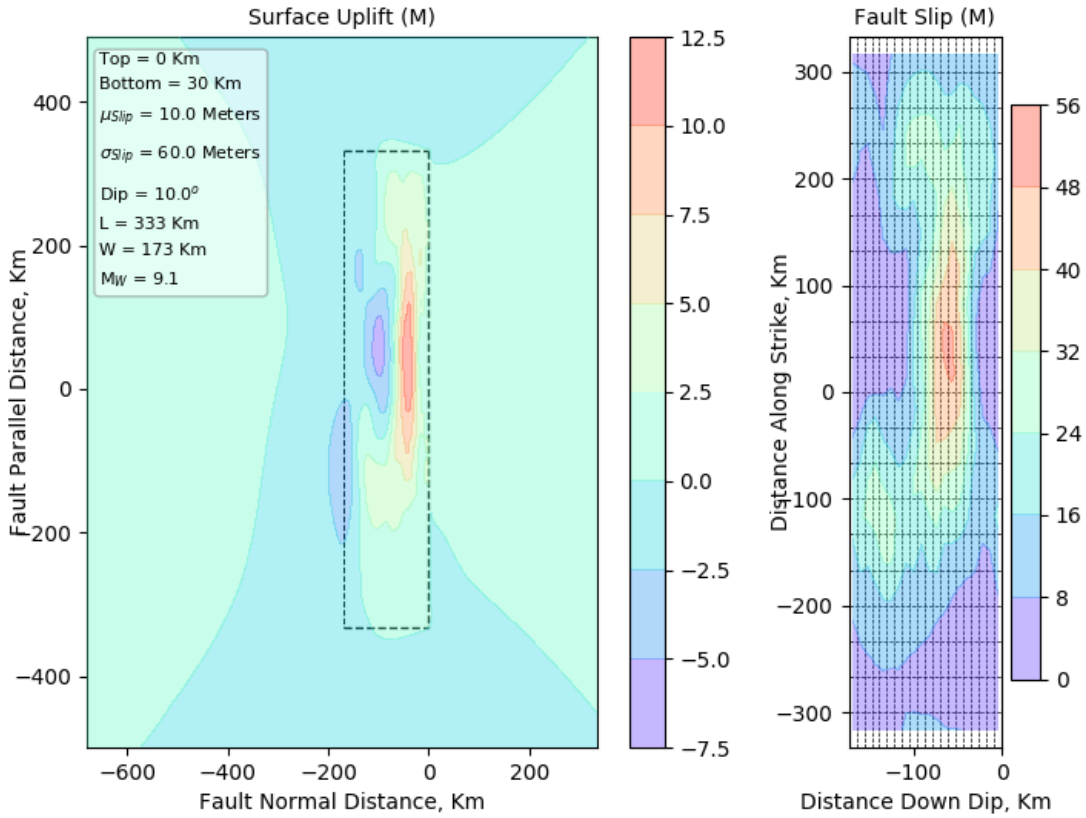 Surface Uplift (M)
Top = 0 Km
Bottom = 30 Km
μSlip = 10.0 Meters
σSlip = 60.0 Meters
Dip = 10.0°
L = 333 Km
W = 173 Km
MW = 9.1
400
200
0
−200
−400
Fault Parallel Distance, Km
−600
−400
−200
0
200
Fault Normal Distance, Km
12.5
10.0
7.5
5.0
2.5
0.0
−2.5
−5.0
−7.5
Fault Slip (M)
300
200
100
0
−100
−200
−300
Distance Along Strike, Km
−100
0
Distance Down Dip, Km
56
48
40
32
24
16
8
0